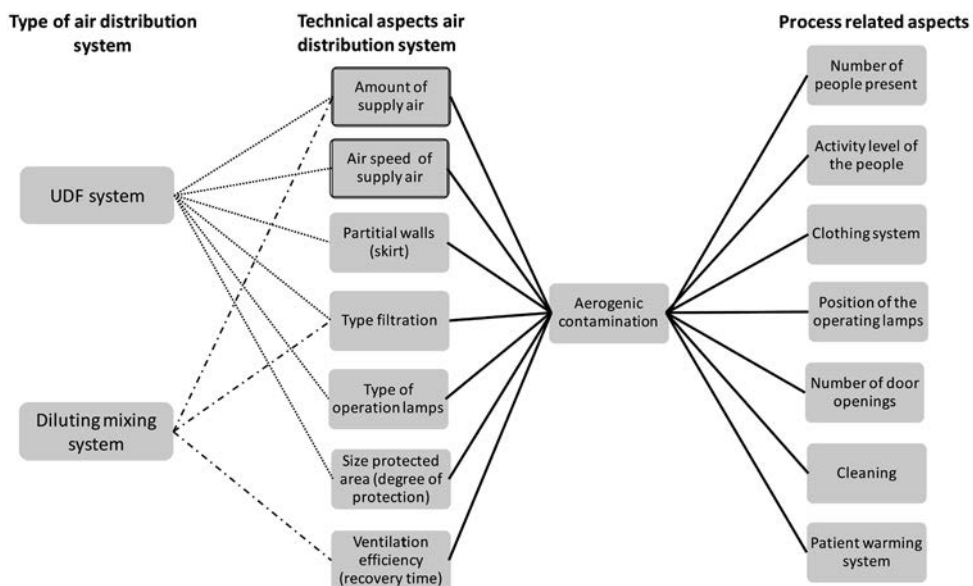 Type of air distribution
system
Technical aspects air
distribution system
Process related aspects
UDF system
Diluting mixing
system
Amount of
supply air
Air speed of
supply air
Partitial walls
(skirt)
Type filtration
Type of
operation lamps
Size protected
area (degree of
protection)
Ventilation
efficiency
(recovery time)
Aerogenic
contamination
Number of
people present
Activity level of
the people
Clothing system
Position of the
operating lamps
Number of door
openings
Cleaning
Patient warming
system